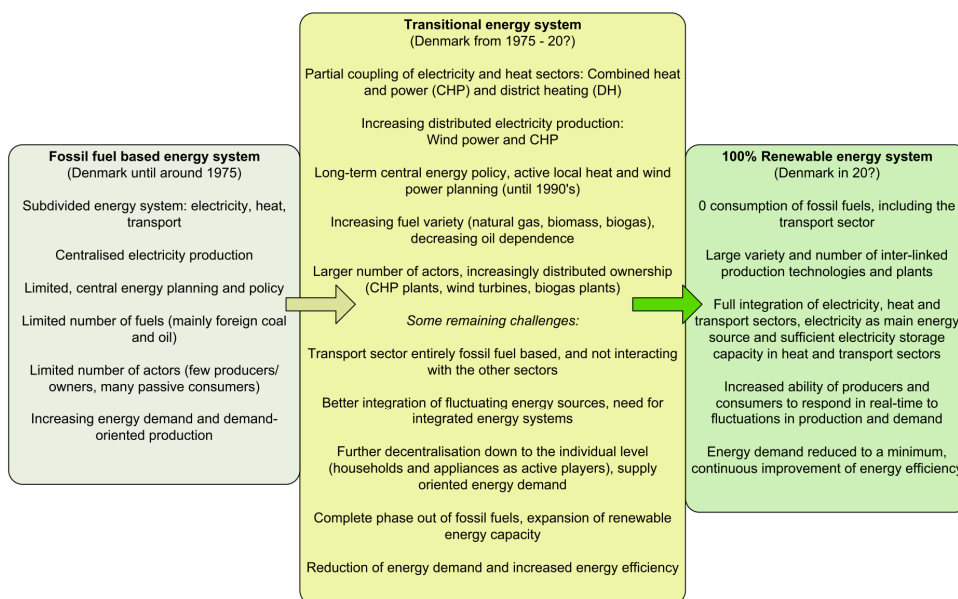 Fossil fuel based energy system
(Denmark until around 1975)
Subdivided energy system: electricity, heat,
transport
Centralised electricity production
Limited, central energy planning and policy
Limited number of fuels (mainly foreign coal
and oil)
Limited number of actors (few producers/
owners, many passive consumers)
Increasing energy demand and demand-
oriented production
Transitional energy system
(Denmark from 1975 - 20?)
Partial coupling of electricity and heat sectors: Combined heat
and power (CHP) and district heating (DH)
Increasing distributed electricity production:
Wind power and CHP
Long-term central energy policy, active local heat and wind
power planning (until 1990's)
Increasing fuel variety (natural gas, biomass, biogas),
decreasing oil dependence
Larger number of actors, increasingly distributed ownership
(CHP plants, wind turbines, biogas plants)
Some remaining challenges:
Transport sector entirely fossil fuel based, and not interacting
with the other sectors
Better integration of fluctuating energy sources, need for
integrated energy systems
Further decentralisation down to the individual level
(households and appliances as active players), supply
oriented energy demand
Complete phase out of fossil fuels, expansion of renewable
energy capacity
Reduction of energy demand and increased energy efficiency
100% Renewable energy system
(Denmark in 20?)
0 consumption of fossil fuels, including the
transport sector
Large variety and number of inter-linked
production technologies and plants
Full integration of electricity, heat and
transport sectors, electricity as main energy
source and sufficient electricity storage
capacity in heat and transport sectors
Increased ability of producers and
consumers to respond in real-time to
fluctuations in production and demand
Energy demand reduced to a minimum,
continuous improvement of energy efficiency